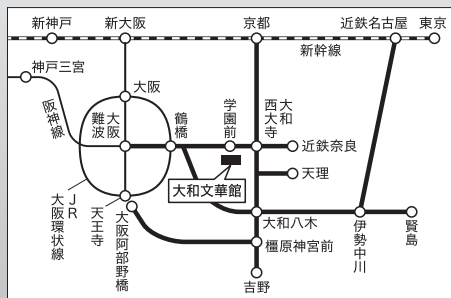 新神戸
新大阪
京都
近鉄名古屋
東京
新幹線
神戸三宮
大阪
阪神線
大阪難波
鶴橋
学園前
大和西大寺
近鉄奈良
天理
大和文華館
JR大阪環状線
天王寺
大阪阿部野橋
大和八木
橿原神宮前
吉野
伊勢中川
賢島